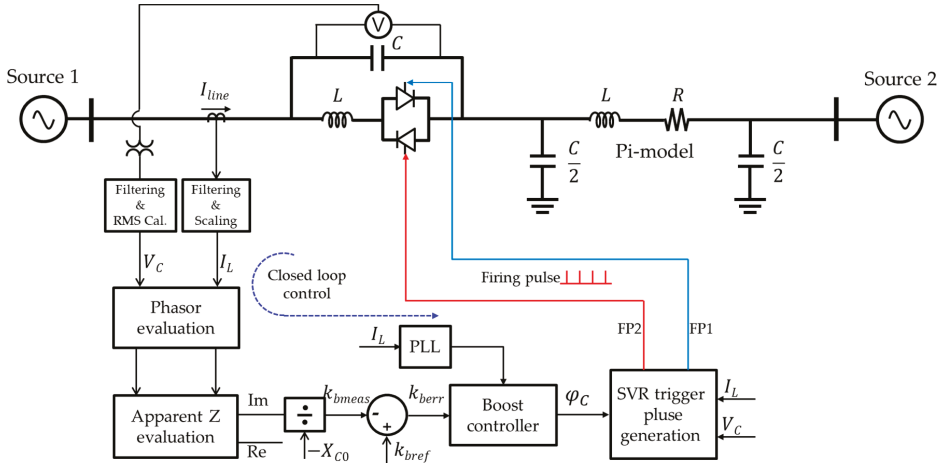 V
C
Source 1
I_line
L
Source 2
L
R
Pi-model
C/2
C/2
Filtering
&
RMS Cal.
Filtering
&
Scaling
V_C
I_L
Closed loop
control
Firing pulse
Phasor
evaluation
FP2
FP1
I_L
PLL
Apparent Z
evaluation
Im
Re
÷
−X_C0
k_bmeas
-
+
k_bref
k_berr
Boost
controller
φ_C
SVR trigger
pluse
generation
I_L
V_C